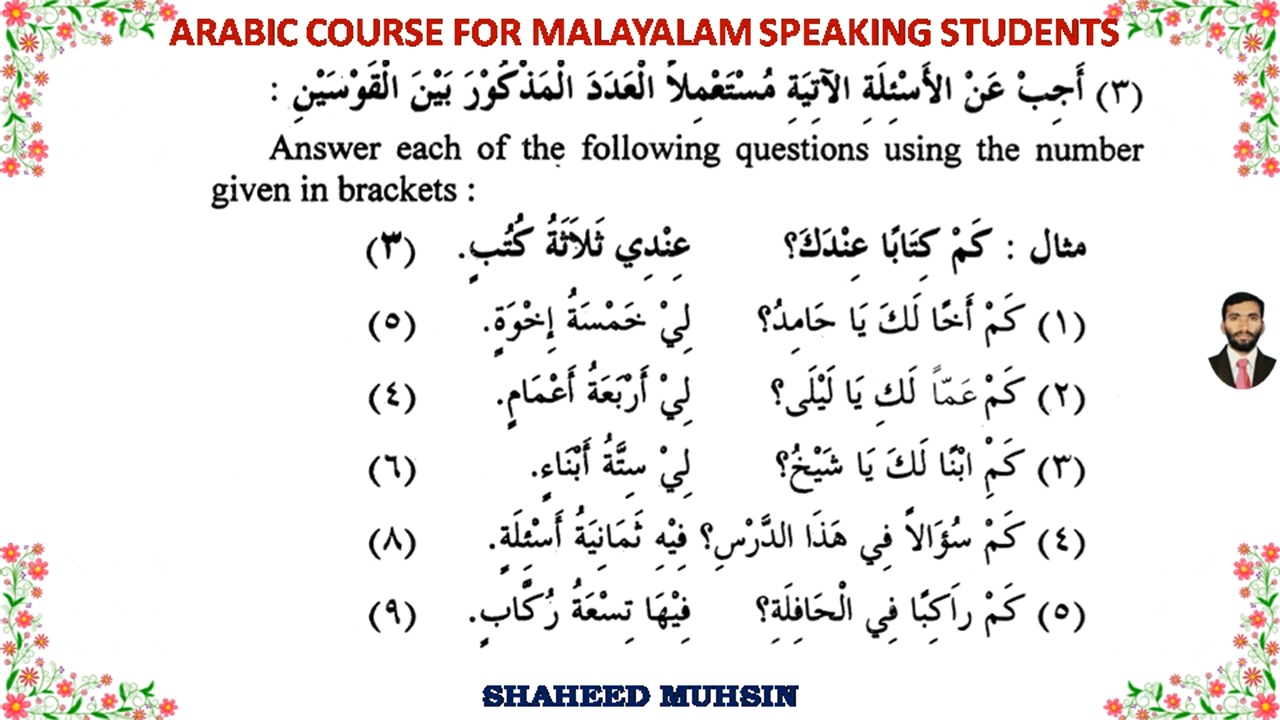 ARABIC COURSE FOR MALAYALAM SPEAKING STUDENTS
(٣) أَجِبْ عَنْ الأَسْئِلَةِ الآتِيَةِ مُسْتَعْمِلاً الْعَدَدَ الْمَذْكُوْرَ بَيْنَ الْقَوْسَيْنِ :
Answer each of the following questions using the number
given in brackets :
مثال : كَمْ كِتَابًا عِنْدَكَ؟ عِنْدِي ثَلاَثَةُ كُتُبٍ. (٣)
(١) كَمْ أَخًا لَكَ يَا حَامِدُ؟ لِيْ خَمْسَةُ إِخْوَةٍ. (٥)
(٢) كَمْ عَمّاً لَكِ يَا لَيْلَى؟ لِيْ أَرْبَعَةُ أَعْمَامٍ. (٤)
(٣) كَمِْ ابْنًا لَكَ يَا شَيْخُ؟ لِيْ سِتَّةُ أَبْنَاءٍ. (٦)
(٤) كَمْ سُؤَالاً فِي هَذَا الدَّرْسِ؟ فِيْهِ ثَمَانِيَةُ أَسْئِلَةٍ. (٨)
(٥) كَمْ رَاكِبًا فِي الْحَافِلَةِ؟ فِيْهَا تِسْعَةُ رُكَّابٍ. (٩)
SHAHEED MUHSIN